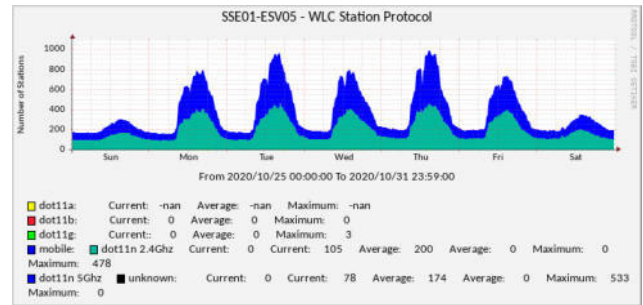 SSE01-ESV05 - WLC Station Protocol
RRDTOOL / TOBI OETIKER
Number of Stations
1000
800
600
400
200
0
Sun Mon Tue Wed Thu Fri Sat
From 2020/10/25 00:00:00 To 2020/10/31 23:59:00
dot11a: Current: -nan Average: -nan Maximum: -nan
dot11b: Current: 0 Average: 0 Maximum: 0
dot11g: Current:: 0 Average: 0 Maximum: 3
mobile: dot11n 2.4Ghz Current: 0 Current: 105 Average: 200 Average: 0 Maximum: 0
Maximum: 478
dot11n 5Ghz unknown: Current: 0 Current: 78 Average: 174 Average: 0 Maximum: 533
Maximum: 0